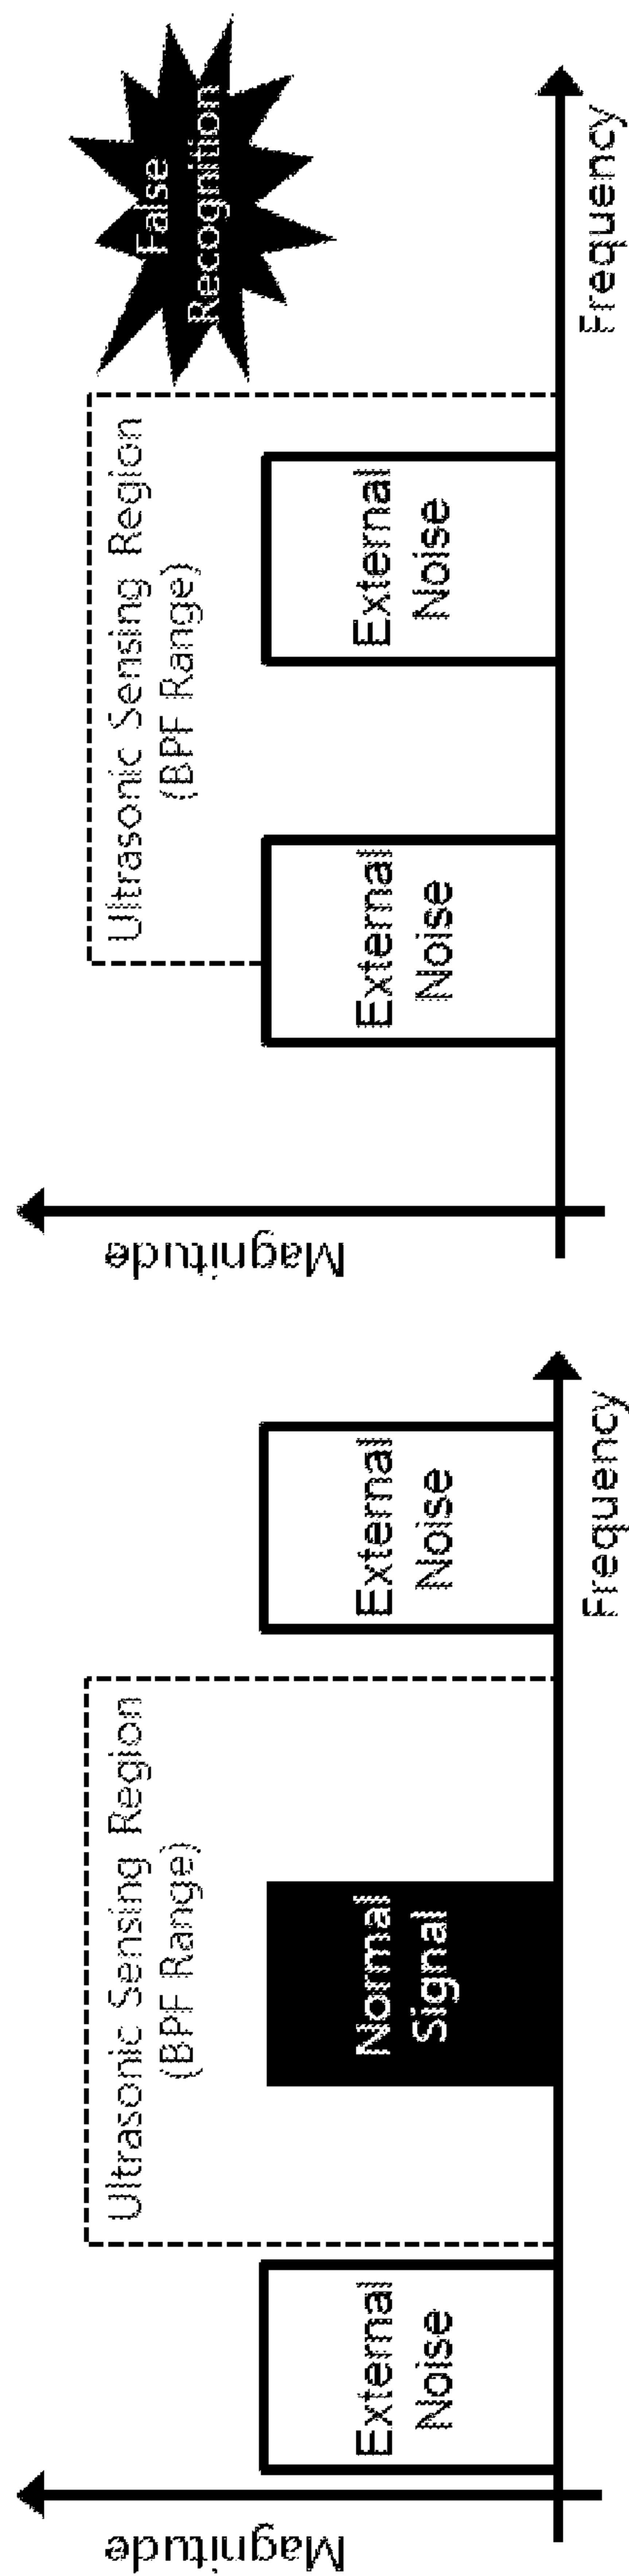 Magnitude
Ultrasonic Sensing Region
(BPF Range)
External
Noise
Normal
Signal
External
Noise
Frequency
Magnitude
Ultrasonic Sensing Region
(BPF Range)
False
Recognition
External
Noise
External
Noise
Frequency